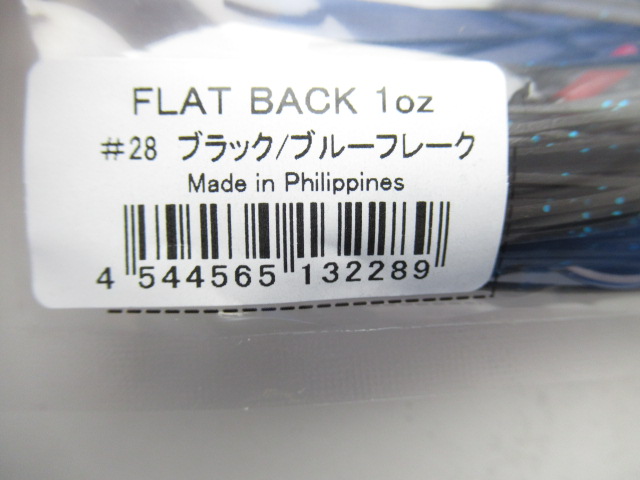 FLAT BACK 1oz
#28 ブラック/ブルーフレーク
Made in Philippines
4 544565 132289